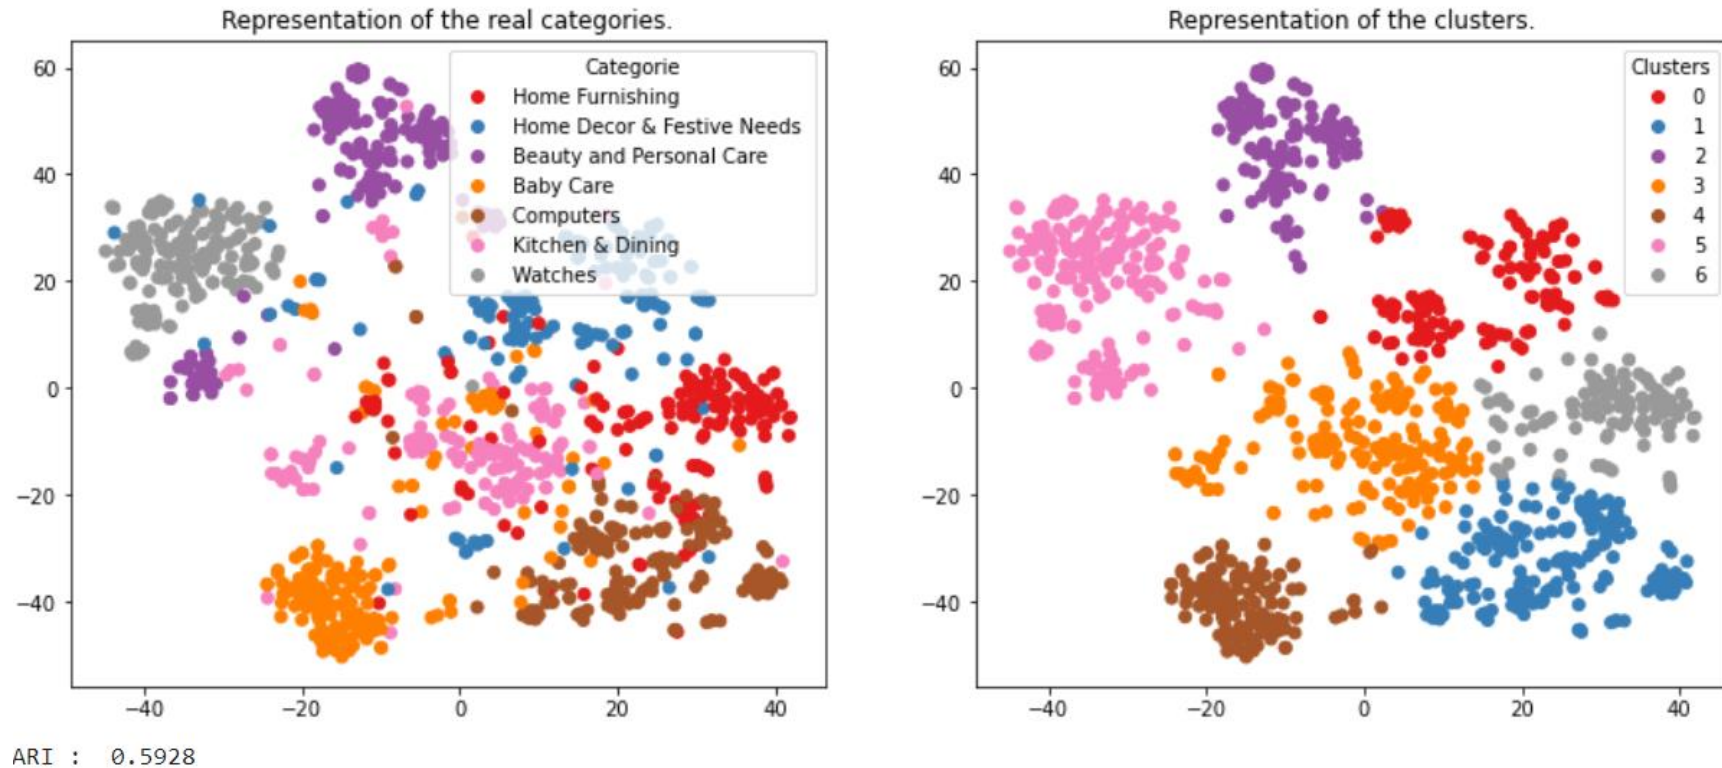 Representation of the real categories.
60
40
20
0
−20
−40
−40
−20
0
20
40
Categorie
Home Furnishing
Home Decor & Festive Needs
Beauty and Personal Care
Baby Care
Computers
Kitchen & Dining
Watches
Representation of the clusters.
60
40
20
0
−20
−40
−40
−20
0
20
40
Clusters
0
1
2
3
4
5
6
ARI : 0.5928